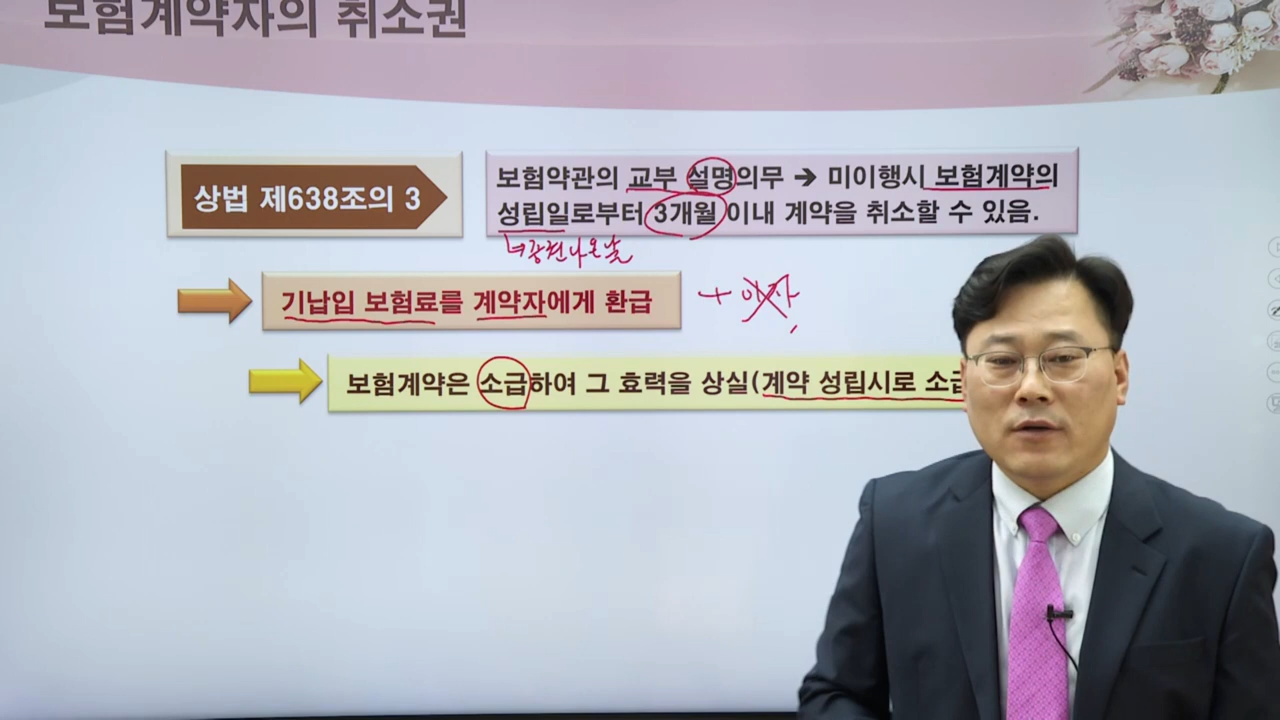 보험계약자의 취소권
상법 제638조의 3
보험약관의 교부 설명의무 ➔ 미이행시 보험계약의
성립일로부터 3개월 이내 계약을 취소할 수 있음.
나온날
기납입 보험료를 계약자에게 환급
+ 이자
보험계약은 소급하여 그 효력을 상실(계약 성립시로 소급